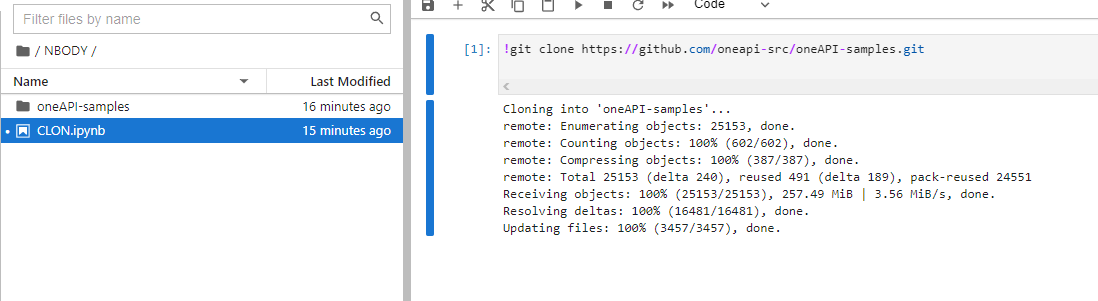 Filter files by name
/ NBODY /
Name Last Modified
oneAPI-samples 16 minutes ago
CLON.ipynb 15 minutes ago
Code
[1]: !git clone https://github.com/oneapi-src/oneAPI-samples.git
Cloning into 'oneAPI-samples'...
remote: Enumerating objects: 25153, done.
remote: Counting objects: 100% (602/602), done.
remote: Compressing objects: 100% (387/387), done.
remote: Total 25153 (delta 240), reused 491 (delta 189), pack-reused 24551
Receiving objects: 100% (25153/25153), 257.49 MiB | 3.56 MiB/s, done.
Resolving deltas: 100% (16481/16481), done.
Updating files: 100% (3457/3457), done.